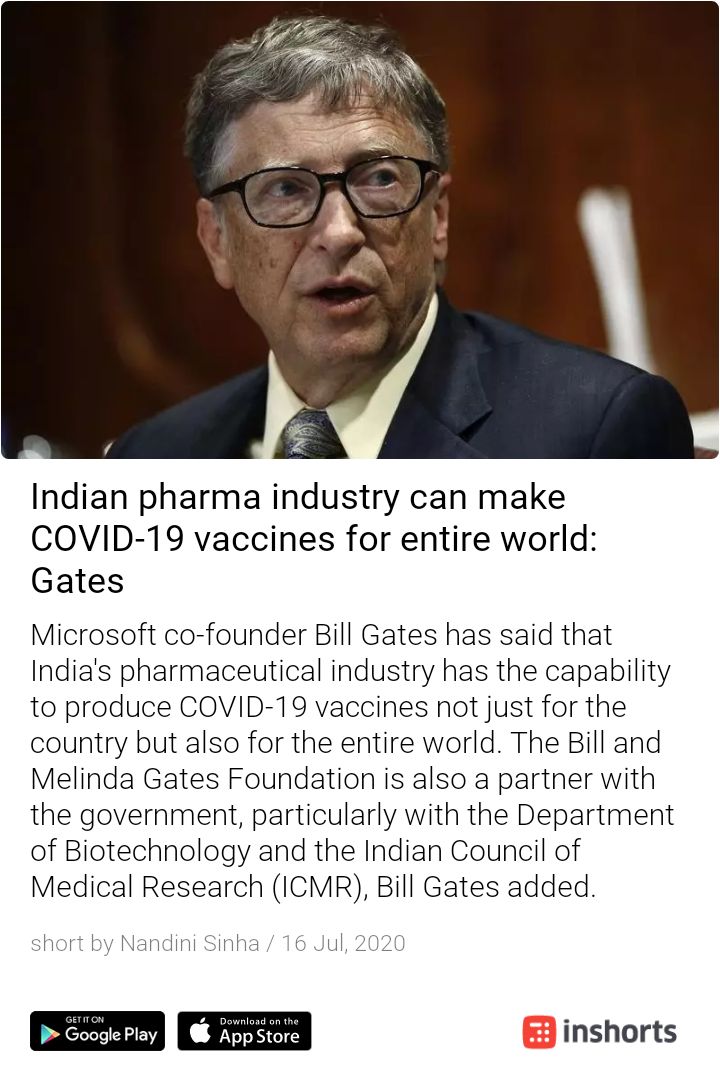 Indian pharma industry can make
COVID-19 vaccines for entire world:
Gates
Microsoft co-founder Bill Gates has said that
India's pharmaceutical industry has the capability
to produce COVID-19 vaccines not just for the
country but also for the entire world. The Bill and
Melinda Gates Foundation is also a partner with
the government, particularly with the Department
of Biotechnology and the Indian Council of
Medical Research (ICMR), Bill Gates added.
short by Nandini Sinha / 16 Jul, 2020
GET IT ON
Google Play
Download on the
App Store
inshorts